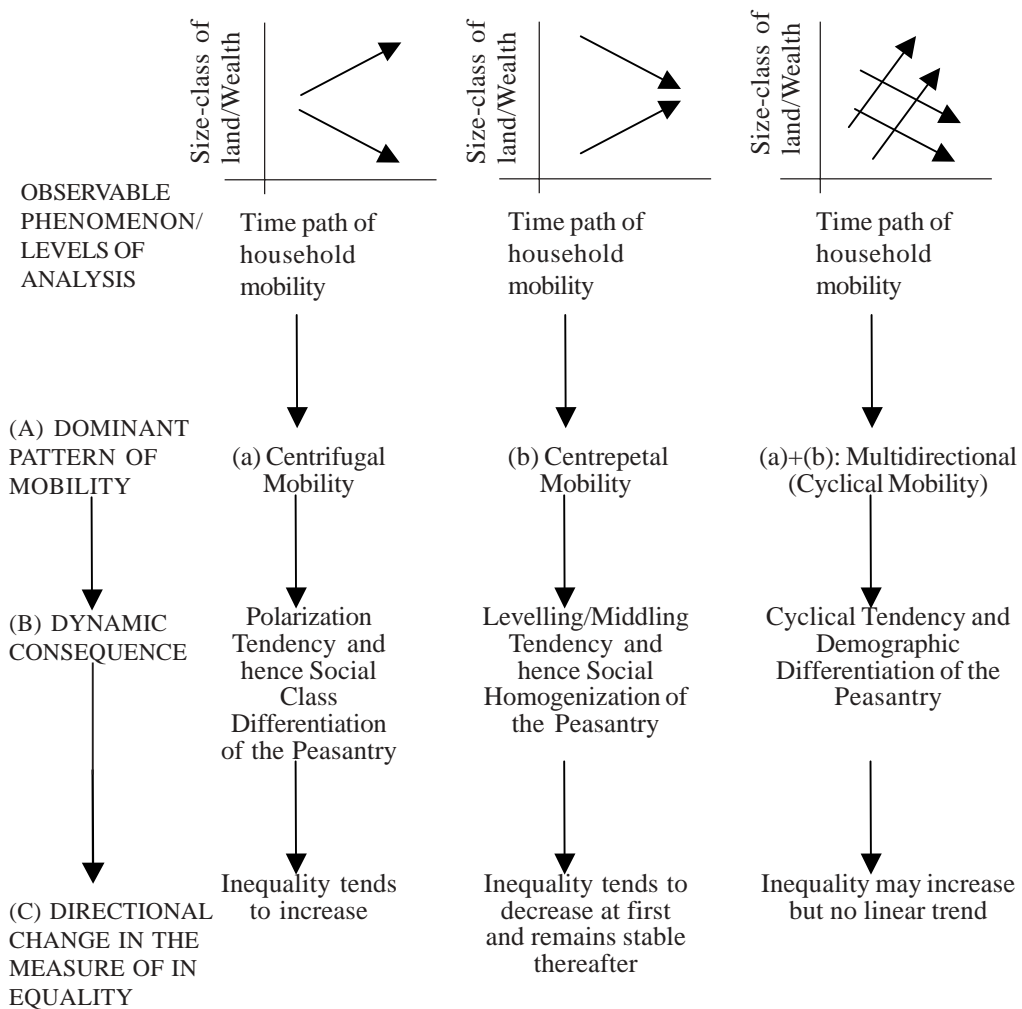 Size-class of
land/Wealth
Size-class of
land/Wealth
Size-class of
land/Wealth
OBSERVABLE
PHENOMENON/
LEVELS OF
ANALYSIS
Time path of
household
mobility
Time path of
household
mobility
Time path of
household
mobility
(A) DOMINANT
PATTERN OF
MOBILITY
(a) Centrifugal
Mobility
(b) Centrepetal
Mobility
(a)+(b): Multidirectional
(Cyclical Mobility)
(B) DYNAMIC
CONSEQUENCE
Polarization
Tendency and
hence Social
Class
Differentiation
of the Peasantry
Levelling/Middling
Tendency and
hence Social
Homogenization of
the Peasantry
Cyclical Tendency and
Demographic
Differentiation of the
Peasantry
(C) DIRECTIONAL
CHANGE IN THE
MEASURE OF IN
EQUALITY
Inequality tends
to increase
Inequality tends to
decrease at first
and remains stable
thereafter
Inequality may increase
but no linear trend